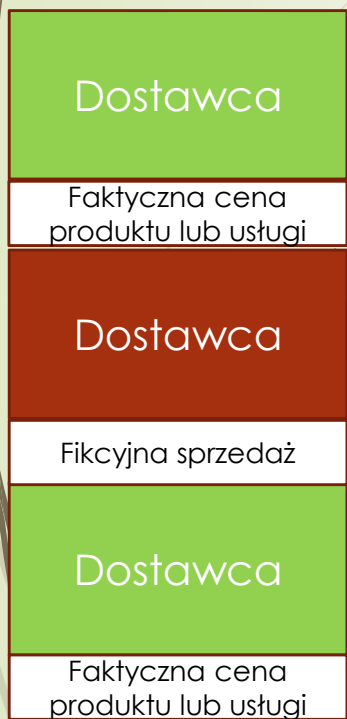 Dostawca
Faktyczna cena
produktu lub usługi
Dostawca
Fikcyjna sprzedaż
Dostawca
Faktyczna cena
produktu lub usługi